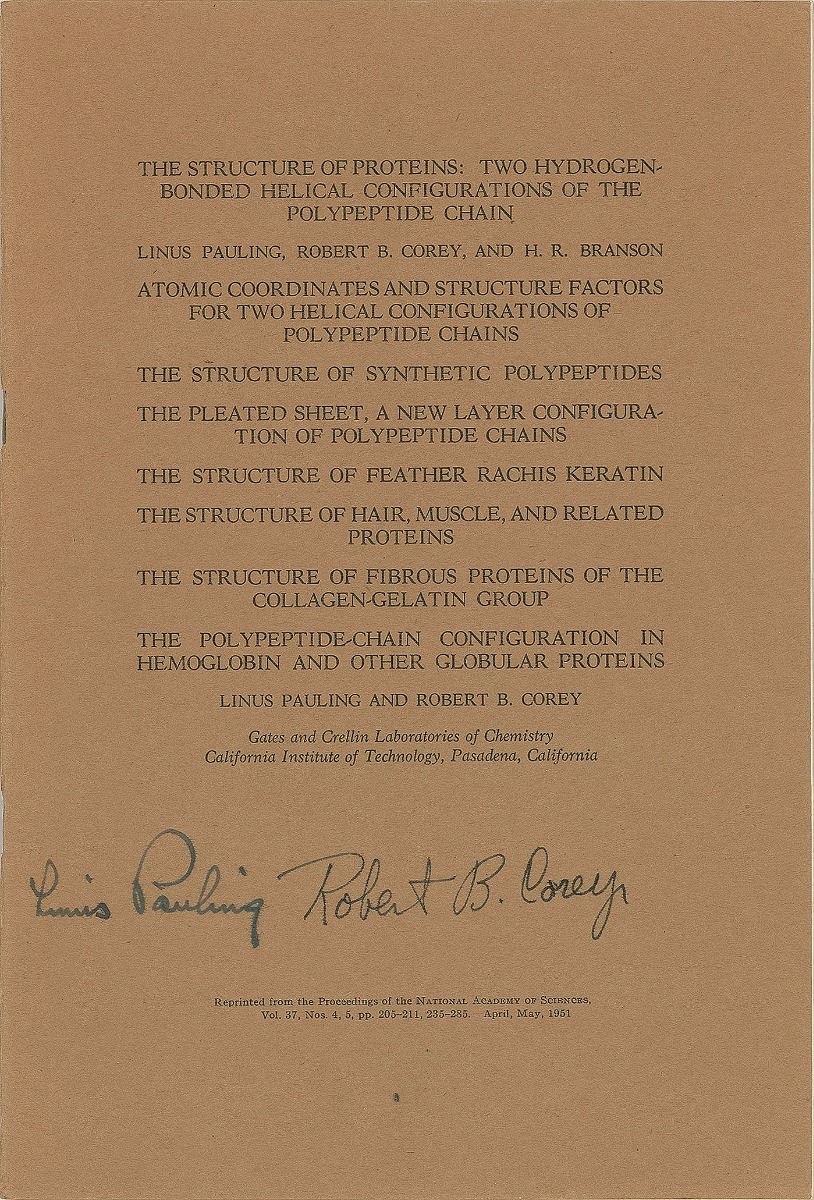 THE STRUCTURE OF PROTEINS: TWO HYDROGEN-
BONDED HELICAL CONFIGURATIONS OF THE
POLYPEPTIDE CHAIN
LINUS PAULING, ROBERT B. COREY, AND H. R. BRANSON
ATOMIC COORDINATES AND STRUCTURE FACTORS
FOR TWO HELICAL CONFIGURATIONS OF
POLYPEPTIDE CHAINS
THE STRUCTURE OF SYNTHETIC POLYPEPTIDES
THE PLEATED SHEET, A NEW LAYER CONFIGURA-
TION OF POLYPEPTIDE CHAINS
THE STRUCTURE OF FEATHER RACHIS KERATIN
THE STRUCTURE OF HAIR, MUSCLE, AND RELATED
PROTEINS
THE STRUCTURE OF FIBROUS PROTEINS OF THE
COLLAGEN-GELATIN GROUP
THE POLYPEPTIDE-CHAIN CONFIGURATION IN
HEMOGLOBIN AND OTHER GLOBULAR PROTEINS
LINUS PAULING AND ROBERT B. COREY
Gates and Crellin Laboratories of Chemistry
California Institute of Technology, Pasadena, California
Linus Pauling Robert B. Corey
Reprinted from the Proceedings of the NATIONAL ACADEMY OF SCIENCES,
Vol. 37, Nos. 4, 5, pp. 205–211, 235–285. April, May, 1951